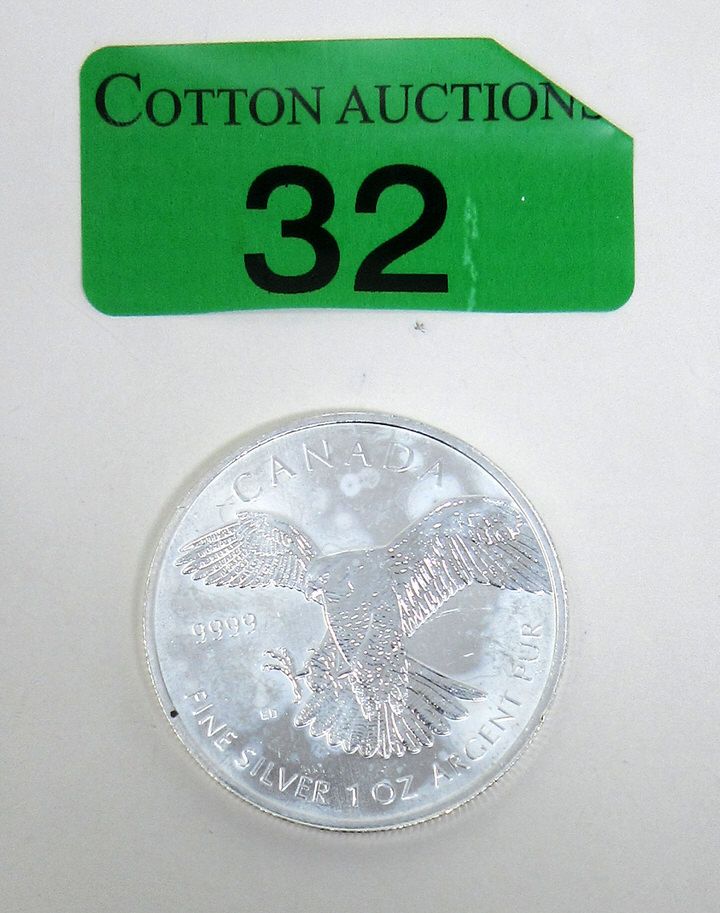 COTTON AUCTIONS
32
CANADA
9999
FINE SILVER 1 OZ ARGENT PUR